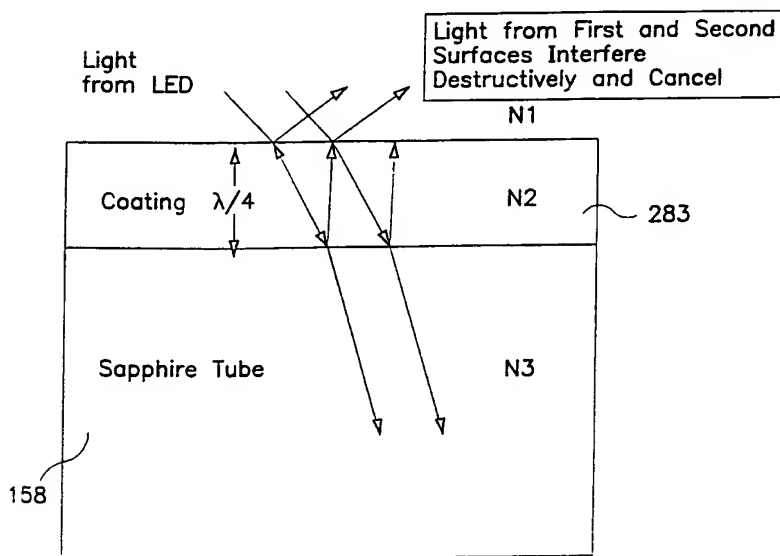 Light from First and Second
Surfaces Interfere
Destructively and Cancel
Light
from LED
N1
Coating λ/4
N2
283
Sapphire Tube
N3
158